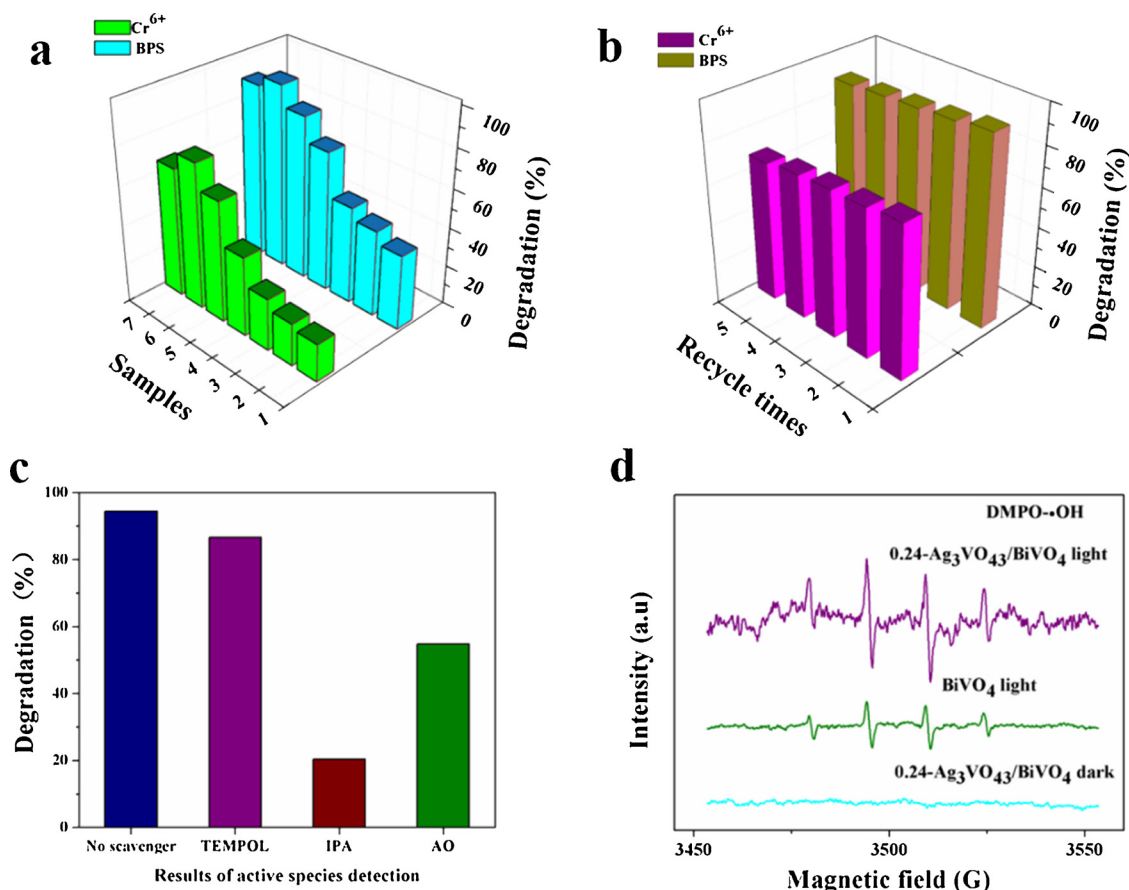 a
Cr6+
BPS
100
80
60
40
20
0
Degradation (%)
7
6
5
4
3
2
1
Samples
b
Cr6+
BPS
100
80
60
40
20
0
Degradation (%)
5
4
3
2
1
Recycle times
c
100
80
60
40
20
0
Degradation (%)
No scavenger TEMPOL IPA AO
Results of active species detection
d
DMPO-•OH
0.24-Ag3VO43/BiVO4 light
BiVO4 light
0.24-Ag3VO43/BiVO4 dark
Intensity (a.u)
3450 3500 3550
Magnetic field (G)